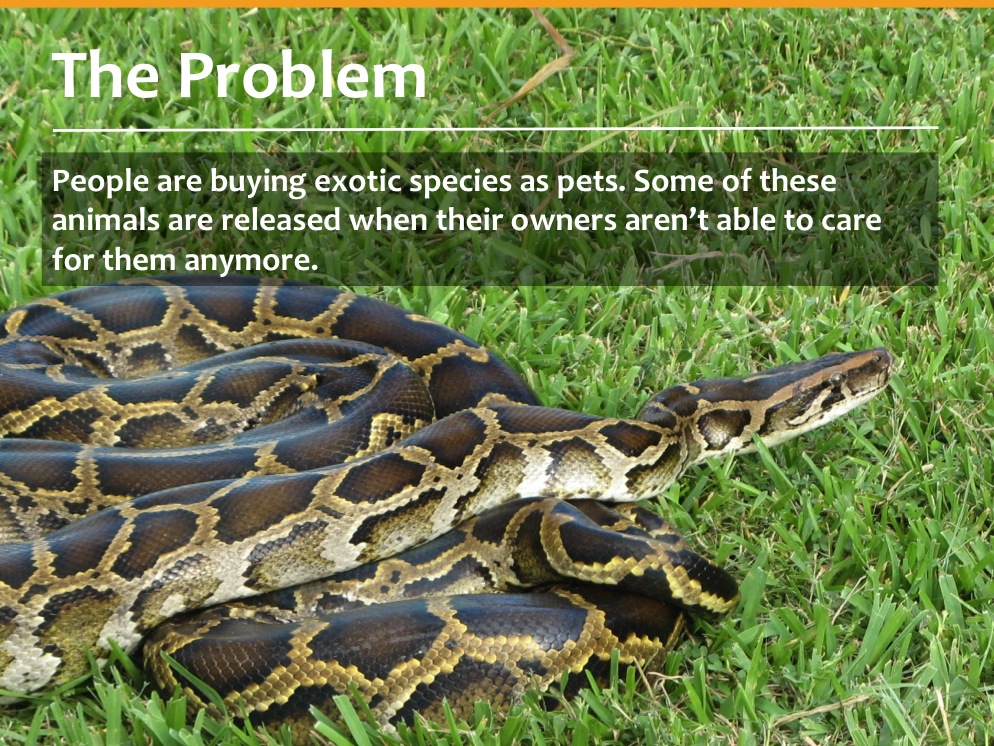 The Problem
People are buying exotic species as pets. Some of these
animals are released when their owners aren’t able to care
for them anymore.